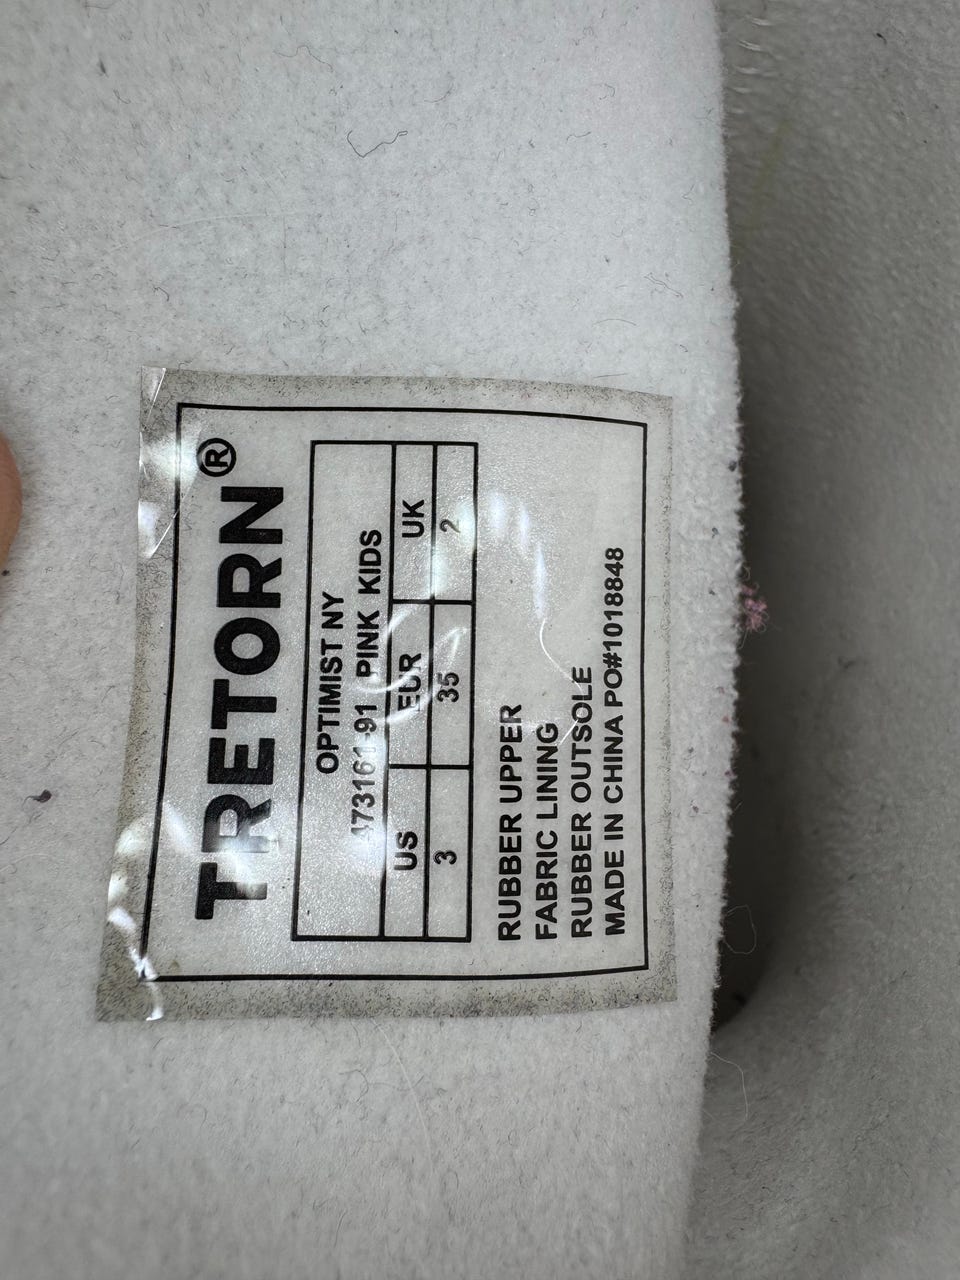 TRETORN®
OPTIMIST NY
473161-91 PINK KIDS
US EUR UK
3 35 2
RUBBER UPPER
FABRIC LINING
RUBBER OUTSOLE
MADE IN CHINA PO#1018848